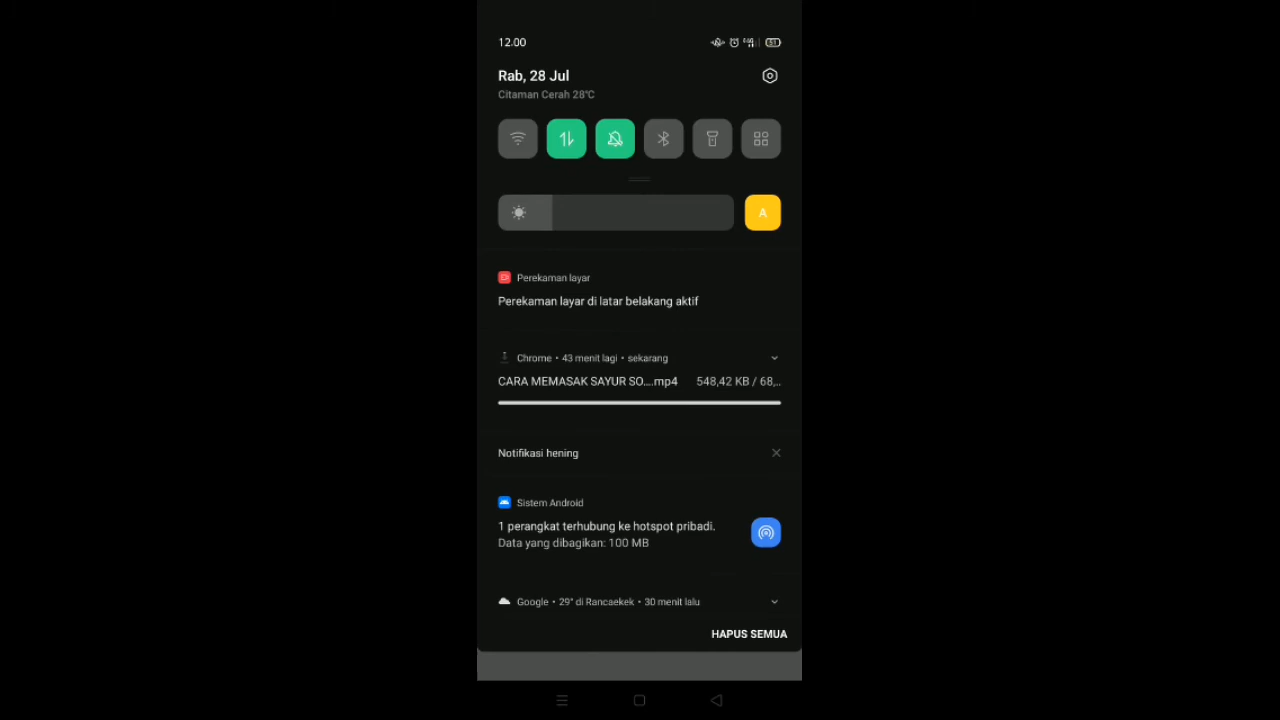 12.00
51
Rab, 28 Jul
Citaman Cerah 28°C
A
Perekaman layar
Perekaman layar di latar belakang aktif
Chrome • 43 menit lagi • sekarang
CARA MEMASAK SAYUR SO....mp4 548,42 KB / 68,..
Notifikasi hening
Sistem Android
1 perangkat terhubung ke hotspot pribadi.
Data yang dibagikan: 100 MB
Google • 29° di Rancaekek • 30 menit lalu
HAPUS SEMUA